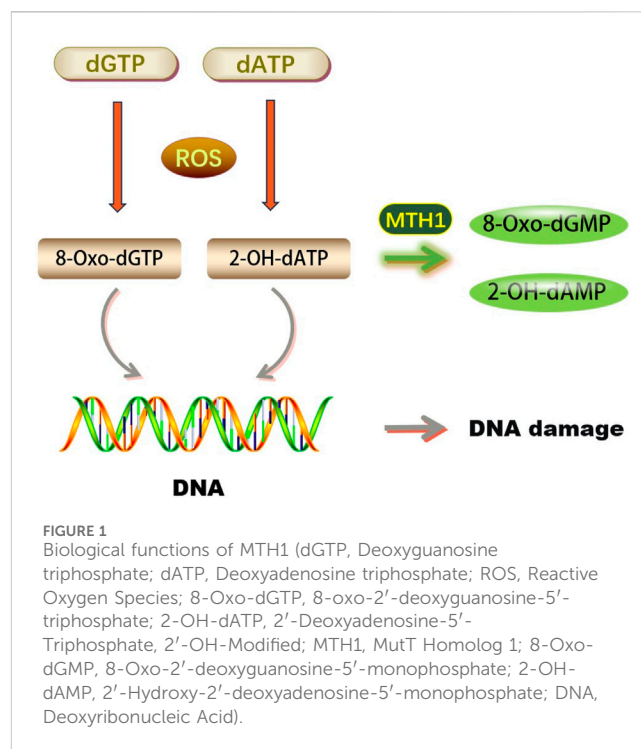 dGTP
dATP
ROS
MTH1
8-Oxo-dGTP
2-OH-dATP
8-Oxo-dGMP
2-OH-dAMP
DNA
DNA damage
FIGURE 1
Biological functions of MTH1 (dGTP, Deoxyguanosine
triphosphate; dATP, Deoxyadenosine triphosphate; ROS, Reactive
Oxygen Species; 8-Oxo-dGTP, 8-oxo-2′-deoxyguanosine-5′-
triphosphate; 2-OH-dATP, 2′-Deoxyadenosine-5′-
Triphosphate, 2′-OH-Modified; MTH1, MutT Homolog 1; 8-Oxo-
dGMP, 8-Oxo-2′-deoxyguanosine-5′-monophosphate; 2-OH-
dAMP, 2′-Hydroxy-2′-deoxyadenosine-5′-monophosphate; DNA,
Deoxyribonucleic Acid).